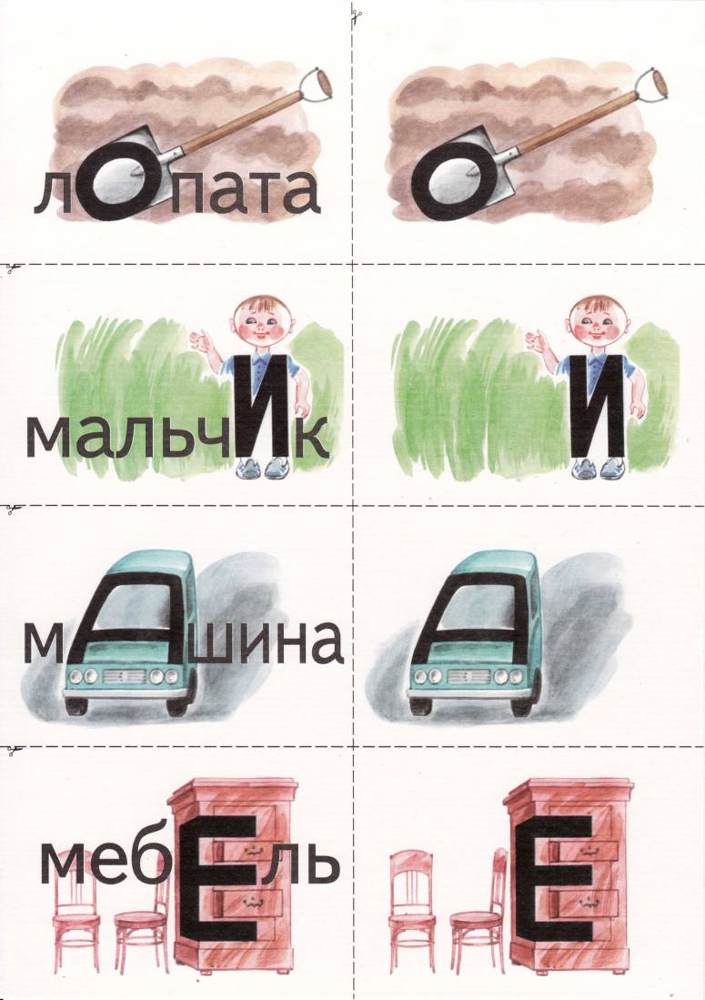 лОпата
О
мальчИк
И
мАшина
А
мебЕль
Е